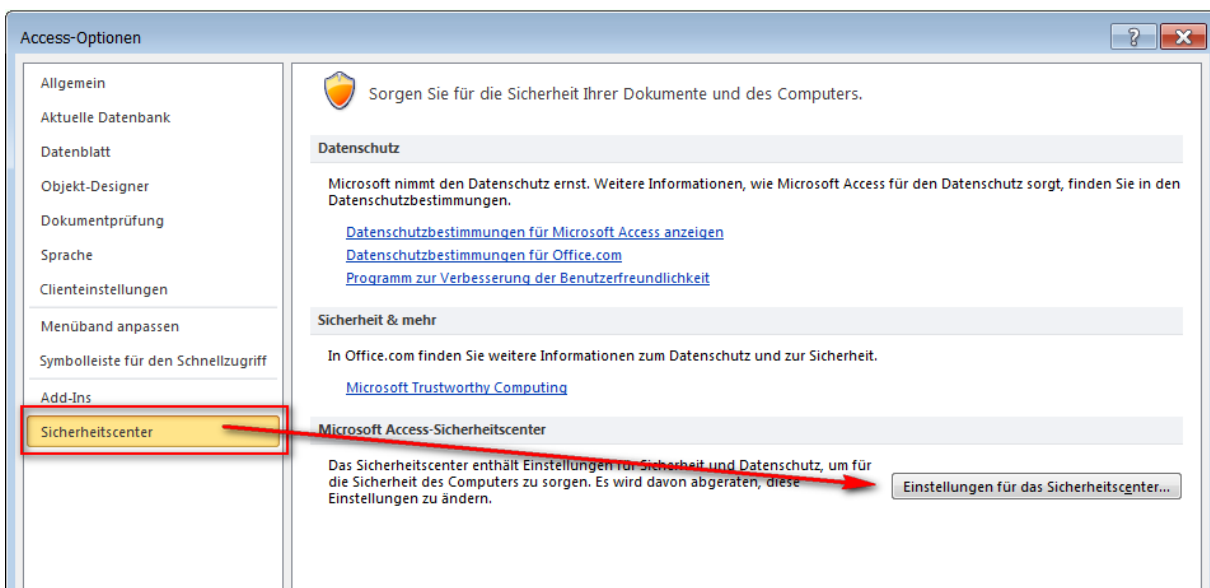 Access-Optionen
Allgemein
Aktuelle Datenbank
Datenblatt
Objekt-Designer
Dokumentprüfung
Sprache
Clienteinstellungen
Menüband anpassen
Symbolleiste für den Schnellzugriff
Add-Ins
Sicherheitscenter
Sorgen Sie für die Sicherheit Ihrer Dokumente und des Computers.
Datenschutz
Microsoft nimmt den Datenschutz ernst. Weitere Informationen, wie Microsoft Access für den Datenschutz sorgt, finden Sie in den
Datenschutzbestimmungen.
Datenschutzbestimmungen für Microsoft Access anzeigen
Datenschutzbestimmungen für Office.com
Programm zur Verbesserung der Benutzerfreundlichkeit
Sicherheit & mehr
In Office.com finden Sie weitere Informationen zum Datenschutz und zur Sicherheit.
Microsoft Trustworthy Computing
Microsoft Access-Sicherheitscenter
Das Sicherheitscenter enthält Einstellungen für Sicherheit und Datenschutz, um für
die Sicherheit des Computers zu sorgen. Es wird davon abgeraten, diese
Einstellungen zu ändern.
Einstellungen für das Sicherheitscenter...